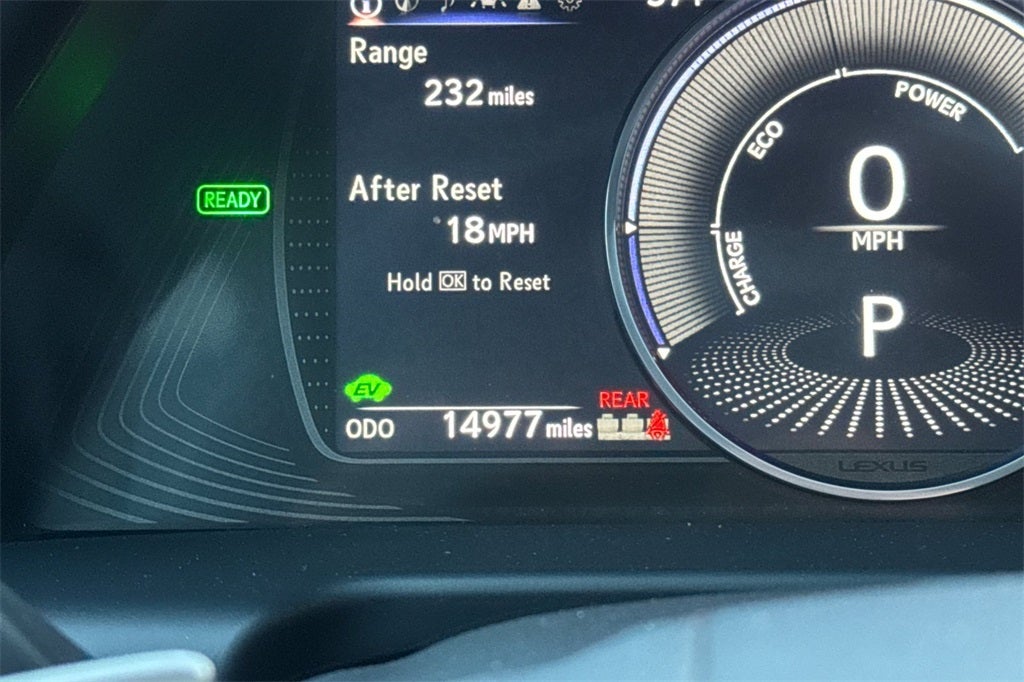 Range
232 miles
READY
After Reset
18 MPH
Hold OK to Reset
EV
ODO 14977 miles
REAR
CHARGE
ECO
POWER
0
MPH
P
LEXUS